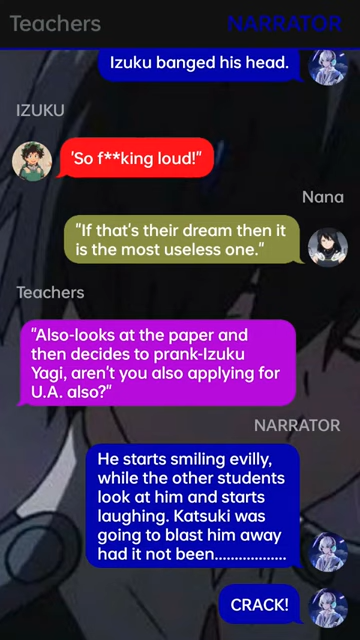 Teachers
NARRATOR
Izuku banged his head.
IZUKU
'So f**king loud!"
Nana
"If that's their dream then it
is the most useless one."
Teachers
"Also-looks at the paper and
then decides to prank-Izuku
Yagi, aren't you also applying for
U.A. also?"
NARRATOR
He starts smiling evilly,
while the other students
look at him and starts
laughing. Katsuki was
going to blast him away
had it not been..................
CRACK!